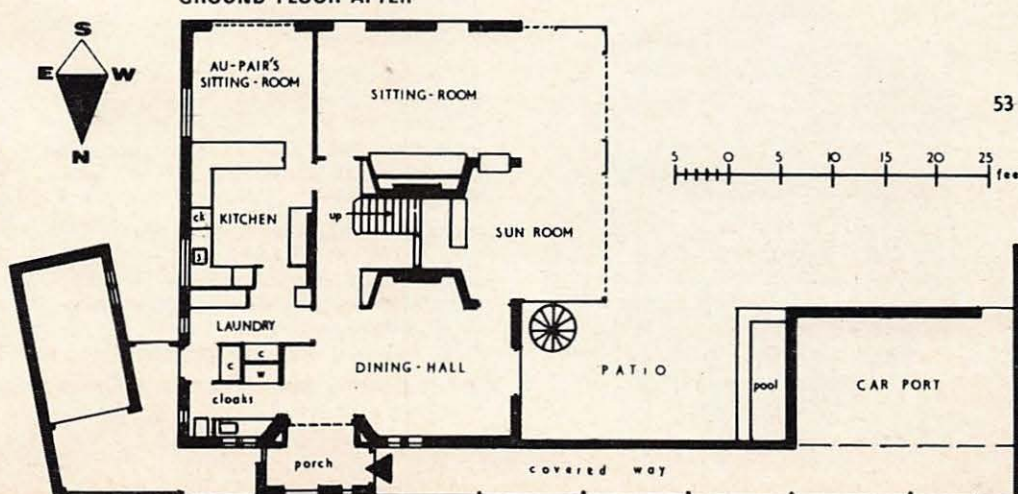 GROUND FLOOR AFTER
S
E W
N
AU-PAIR'S
SITTING-ROOM
SITTING-ROOM
53
5 0 5 10 15 20 25
feet
ck
KITCHEN
up
SUN ROOM
s
LAUNDRY
c
c
w
DINING-HALL
PATIO
pool
CAR PORT
cloaks
porch
covered way